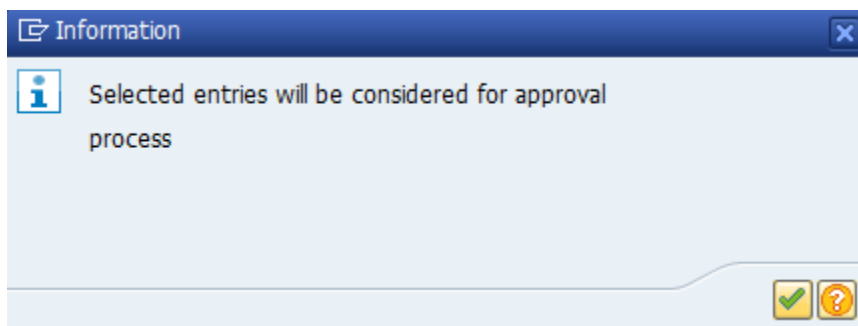 Information
Selected entries will be considered for approval
process